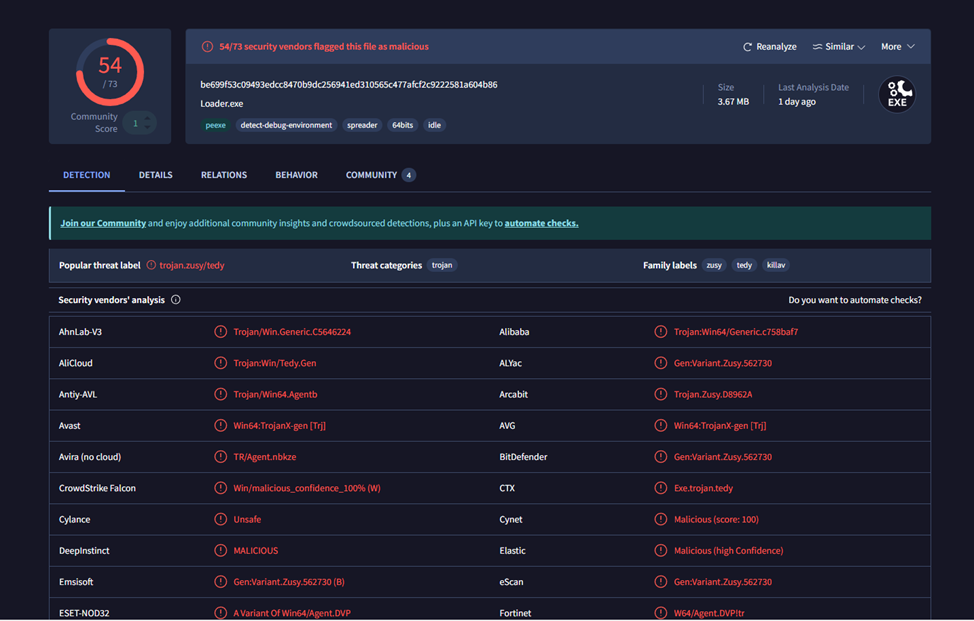 54
/ 73
Community
Score
1
54/73 security vendors flagged this file as malicious
Reanalyze
Similar
More
be699f53c09493edcc8470b9dc256941ed310565c477afcf2c9222581a604b86
Loader.exe
peexe
detect-debug-environment
spreader
64bits
idle
Size
3.67 MB
Last Analysis Date
1 day ago
EXE
DETECTION
DETAILS
RELATIONS
BEHAVIOR
COMMUNITY 4
Join our Community and enjoy additional community insights and crowdsourced detections, plus an API key to automate checks.
Popular threat label trojan.zusy/tedy
Threat categories trojan
Family labels zusy tedy killav
Security vendors' analysis
Do you want to automate checks?
AhnLab-V3 Trojan/Win.Generic.C5646224
Alibaba Trojan:Win64/Generic.c758baf7
AliCloud Trojan:Win/Tedy.Gen
ALYac Gen:Variant.Zusy.562730
Antiy-AVL Trojan/Win64.Agentb
Arcabit Trojan.Zusy.D8962A
Avast Win64:TrojanX-gen [Trj]
AVG Win64:TrojanX-gen [Trj]
Avira (no cloud) TR/Agent.nbkze
BitDefender Gen:Variant.Zusy.562730
CrowdStrike Falcon Win/malicious_confidence_100% (W)
CTX Exe.trojan.tedy
Cylance Unsafe
Cynet Malicious (score: 100)
DeepInstinct MALICIOUS
Elastic Malicious (high Confidence)
Emsisoft Gen:Variant.Zusy.562730 (B)
eScan Gen:Variant.Zusy.562730
ESET-NOD32 A Variant Of Win64/Agent.DVP
Fortinet W64/Agent.DVP!tr